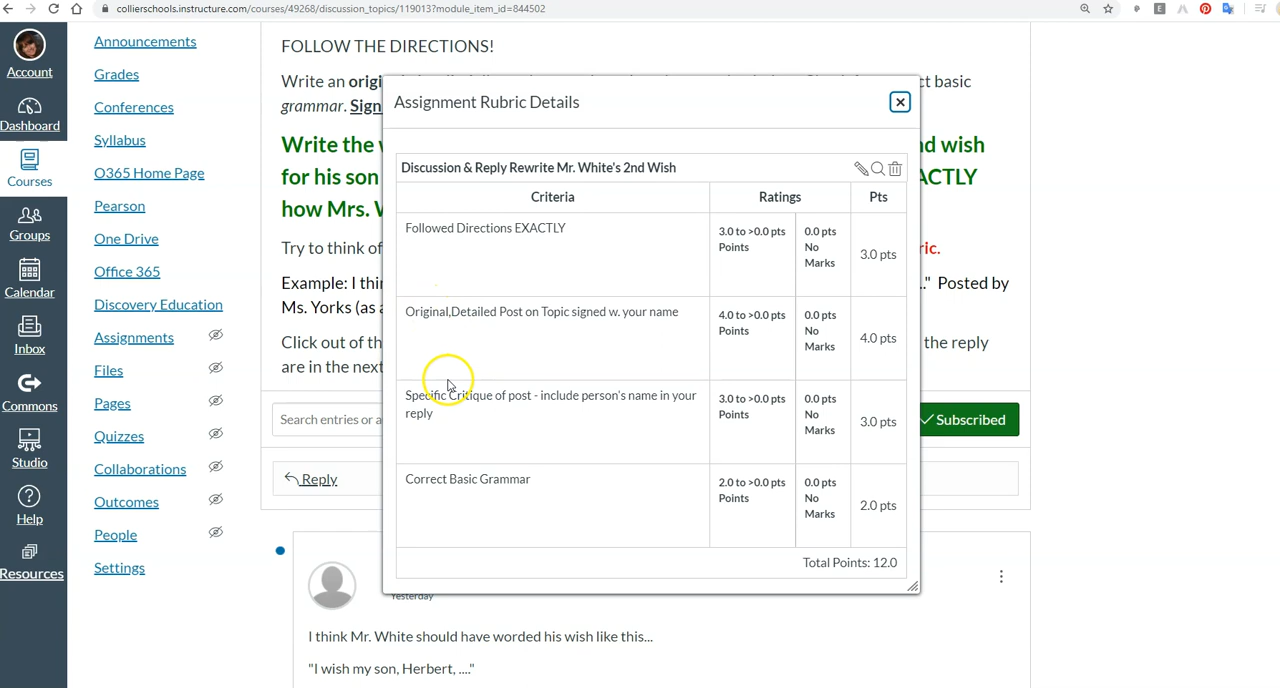 collierschools.instructure.com/courses/49268/discussion_topics/119013?module_item_id=844502
Account
Dashboard
Courses
Groups
Calendar
Inbox
Commons
Studio
Help
Resources
Announcements
Grades
Conferences
Syllabus
O365 Home Page
Pearson
One Drive
Office 365
Discovery Education
Assignments
Files
Pages
Quizzes
Collaborations
Outcomes
People
Settings
FOLLOW THE DIRECTIONS!
Write an
ct basic
grammar. Sign
Write the
nd wish
for his son
ACTLY
how Mrs.
Try to think of
ric.
Example: I thi
..." Posted by
Ms. Yorks (as a
Click out of th
the reply
are in the next
Search entries or a
Subscribed
Reply
Assignment Rubric Details
Discussion & Reply Rewrite Mr. White's 2nd Wish
Criteria Ratings Pts
Followed Directions EXACTLY
3.0 to >0.0 pts
Points
0.0 pts
No
Marks
3.0 pts
Original,Detailed Post on Topic signed w. your name
4.0 to >0.0 pts
Points
0.0 pts
No
Marks
4.0 pts
Specific Critique of post - include person's name in your
reply
3.0 to >0.0 pts
Points
0.0 pts
No
Marks
3.0 pts
Correct Basic Grammar
2.0 to >0.0 pts
Points
0.0 pts
No
Marks
2.0 pts
Total Points: 12.0
Yesterday
I think Mr. White should have worded his wish like this...
"I wish my son, Herbert, ...."